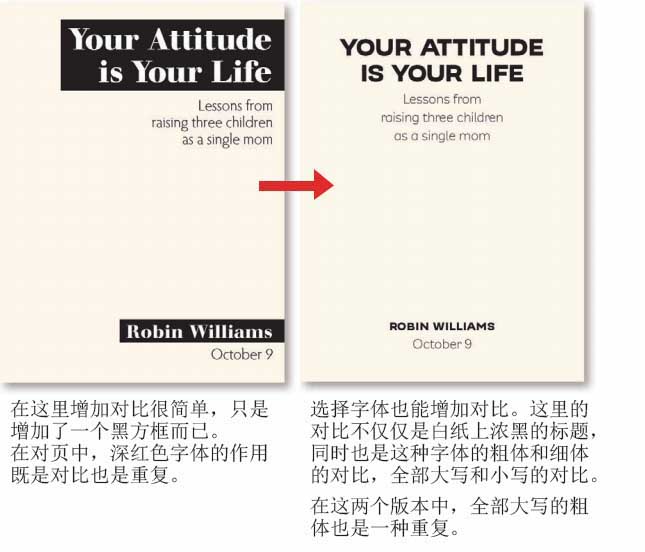 Your Attitude
is Your Life
Lessons from
raising three children
as a single mom
Robin Williams
October 9
在这里增加对比很简单，只是
增加了一个黑方框而已。
在对页中，深红色字体的作用
既是对比也是重复。
YOUR ATTITUDE
IS YOUR LIFE
Lessons from
raising three children
as a single mom
ROBIN WILLIAMS
October 9
选择字体也能增加对比。这里的
对比不仅仅是白纸上浓黑的标题，
同时也是这种字体的粗体和细体
的对比，全部大写和小写的对比。
在这两个版本中，全部大写的粗
体也是一种重复。